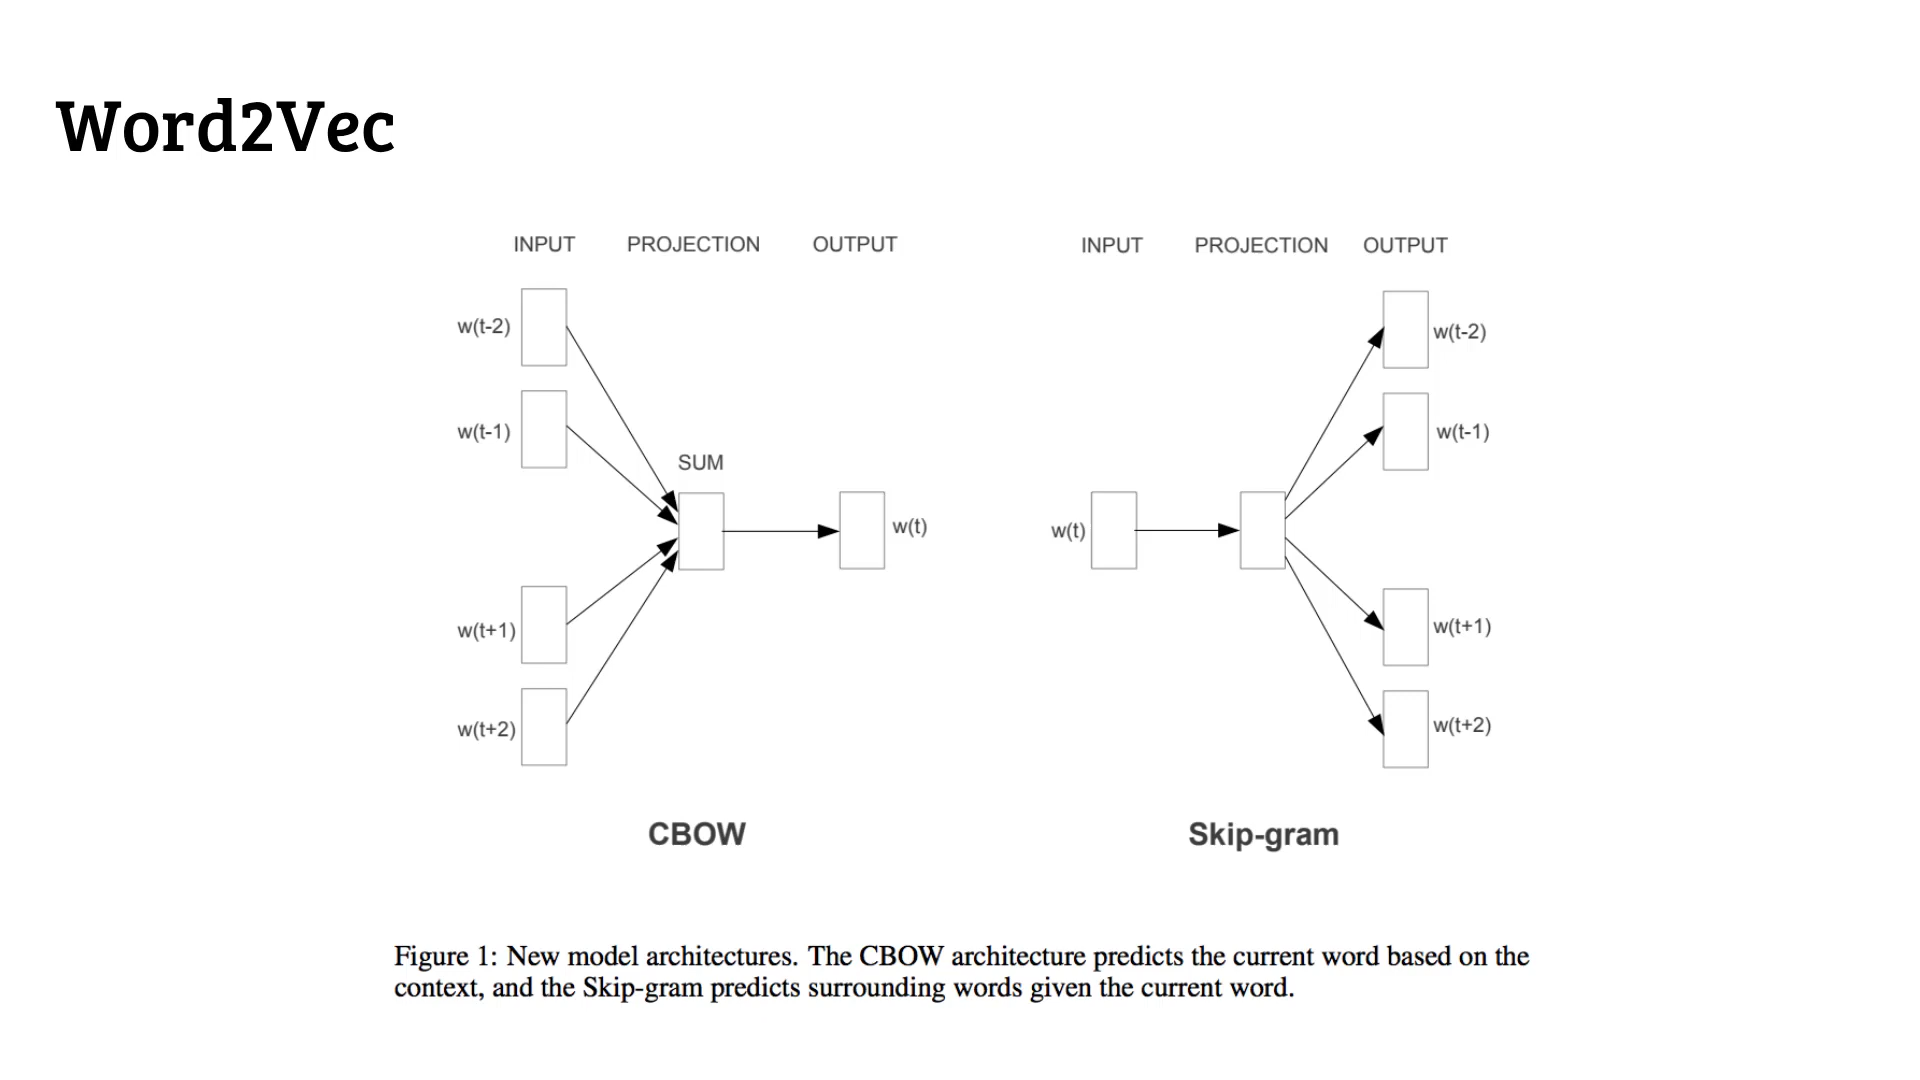 Word2Vec
INPUT PROJECTION OUTPUT
w(t-2)
w(t-1)
SUM
w(t)
w(t+1)
w(t+2)
CBOW
INPUT PROJECTION OUTPUT
w(t-2)
w(t-1)
w(t)
w(t+1)
w(t+2)
Skip-gram
Figure 1: New model architectures. The CBOW architecture predicts the current word based on the
context, and the Skip-gram predicts surrounding words given the current word.